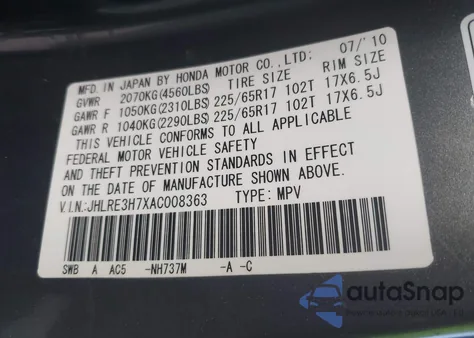 MFD. IN JAPAN BY HONDA MOTOR CO., LTD. 07/'10
GVWR 2070KG(4560LBS) TIRE SIZE RIM SIZE
GAWR F 1050KG(2310LBS) 225/65R17 102T 17X6.5J
GAWR R 1040KG(2290LBS) 225/65R17 102T 17X6.5J
THIS VEHICLE CONFORMS TO ALL APPLICABLE
FEDERAL MOTOR VEHICLE SAFETY
AND THEFT PREVENTION STANDARDS IN EFFECT
ON THE DATE OF MANUFACTURE SHOWN ABOVE.
V.I.N.:JHLRE3H7XAC008363 TYPE: MPV
SWB A AC5 -NH737M -A -C
autoSnap